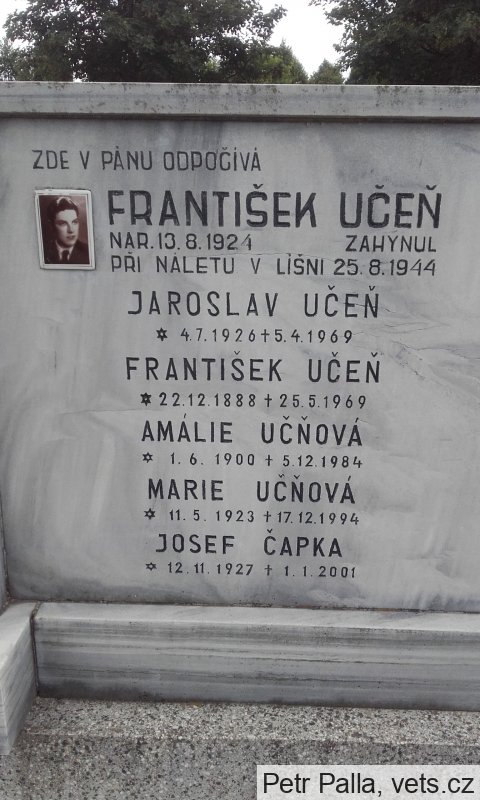 ZDE V PÁNU ODPOČÍVÁ
FRANTIŠEK UČEŇ
NAR. 13.8.1924 ZAHYNUL
PŘI NÁLETU V LÍŠNI 25.8.1944
JAROSLAV UČEŇ
✡ 4.7.1926 † 5.4.1969
FRANTIŠEK UČEŇ
✡ 22.12.1888 † 25.5.1969
AMÁLIE UČŇOVÁ
✡ 1.6.1900 † 5.12.1984
MARIE UČŇOVÁ
✡ 11.5.1923 † 17.12.1994
JOSEF ČAPKA
✡ 12.11.1927 † 1.1.2001
Petr Palla, vets.cz